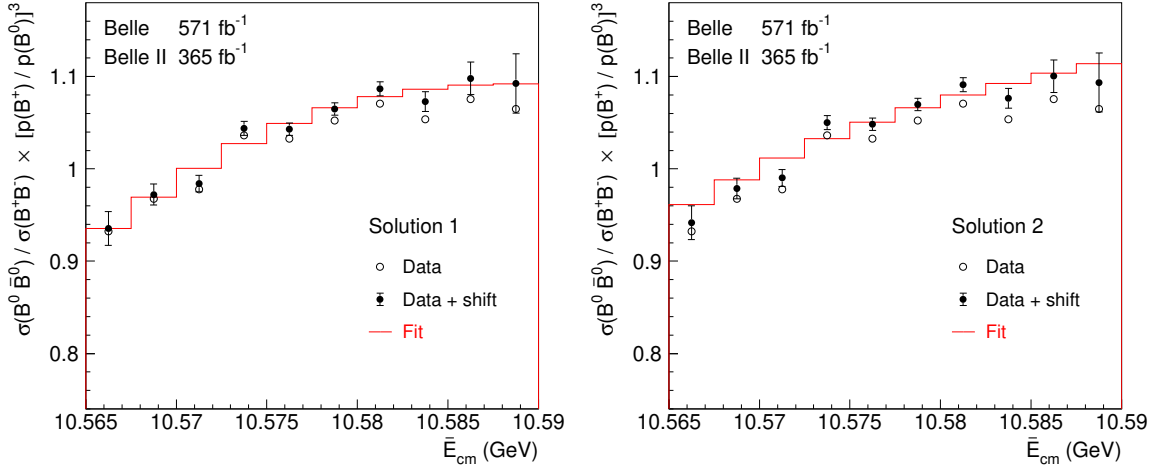 σ(B⁰ B̄⁰) / σ(B⁺B⁻) × [p(B⁺) / p(B⁰)]³
1.1
1
0.9
0.8
Belle 571 fb⁻¹
Belle II 365 fb⁻¹
Solution 1
Data
Data + shift
Fit
10.565 10.57 10.575 10.58 10.585 10.59
Ē_cm (GeV)
σ(B⁰ B̄⁰) / σ(B⁺B⁻) × [p(B⁺) / p(B⁰)]³
1.1
1
0.9
0.8
Belle 571 fb⁻¹
Belle II 365 fb⁻¹
Solution 2
Data
Data + shift
Fit
10.565 10.57 10.575 10.58 10.585 10.59
Ē_cm (GeV)